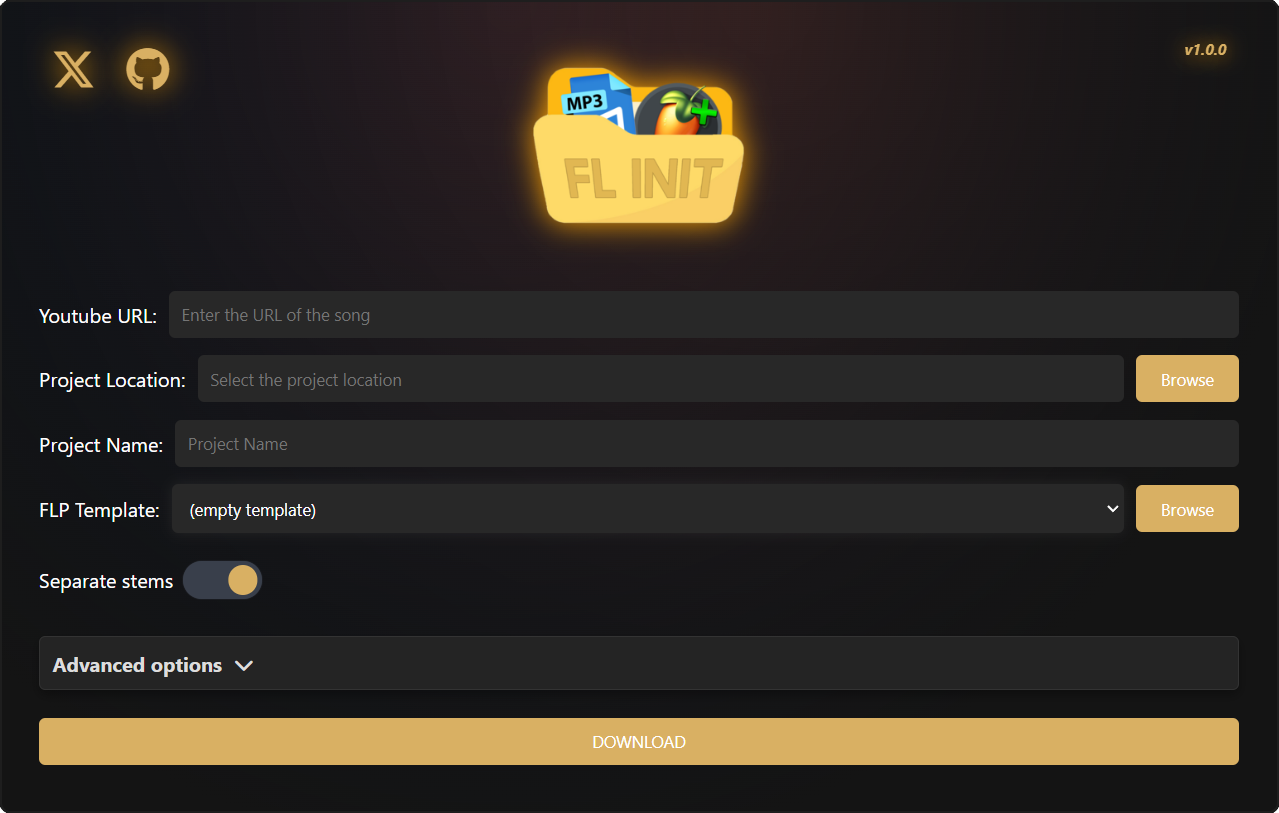 v1.0.0
MP3
FL INIT
Youtube URL: Enter the URL of the song
Project Location: Select the project location Browse
Project Name: Project Name
FLP Template: (empty template) Browse
Separate stems
Advanced options
DOWNLOAD